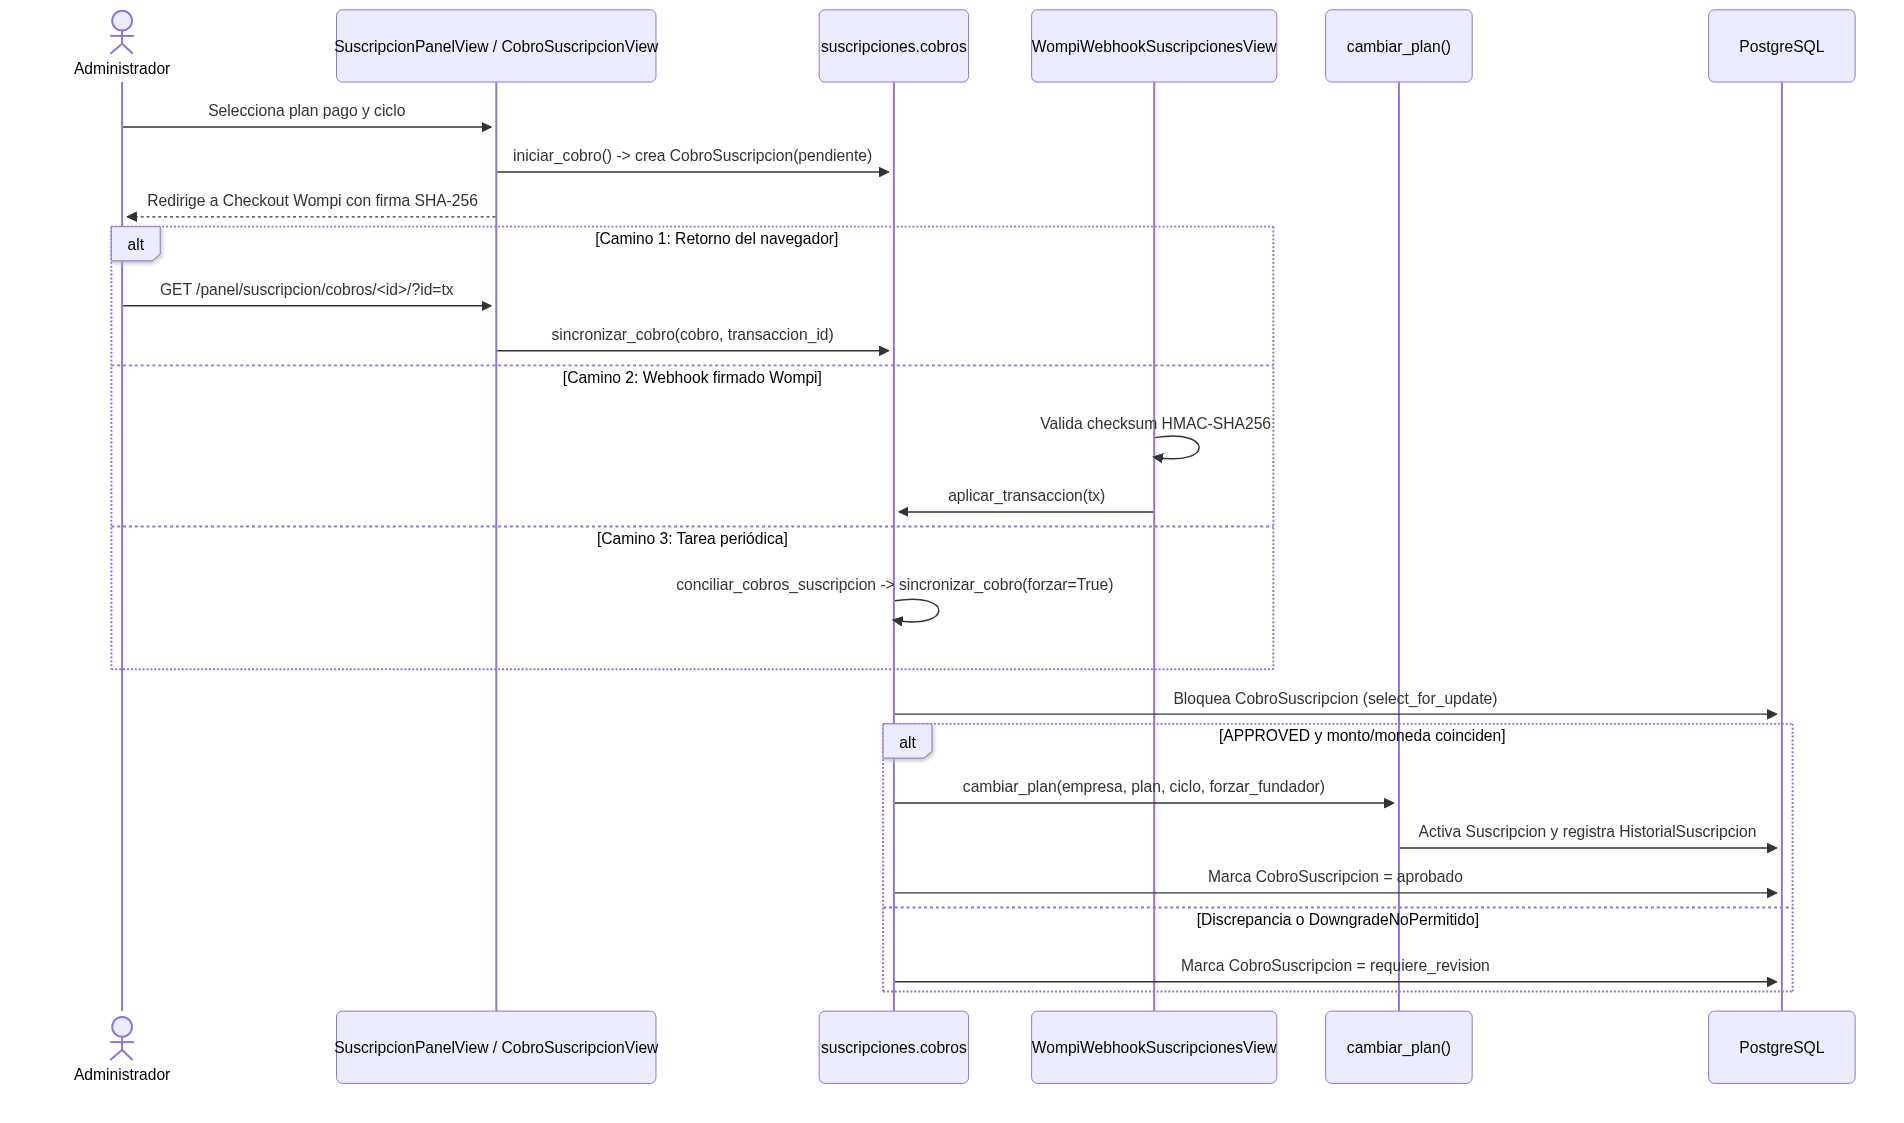 Administrador
SuscripcionPanelView / CobroSuscripcionView
suscripciones.cobros
WompiWebhookSuscripcionesView
cambiar_plan()
PostgreSQL
Selecciona plan pago y ciclo
iniciar_cobro() -> crea CobroSuscripcion(pendiente)
Redirige a Checkout Wompi con firma SHA-256
alt
[Camino 1: Retorno del navegador]
GET /panel/suscripcion/cobros/<id>/?id=tx
sincronizar_cobro(cobro, transaccion_id)
[Camino 2: Webhook firmado Wompi]
Valida checksum HMAC-SHA256
aplicar_transaccion(tx)
[Camino 3: Tarea periódica]
conciliar_cobros_suscripcion -> sincronizar_cobro(forzar=True)
Bloquea CobroSuscripcion (select_for_update)
alt
[APPROVED y monto/moneda coinciden]
cambiar_plan(empresa, plan, ciclo, forzar_fundador)
Activa Suscripcion y registra HistorialSuscripcion
Marca CobroSuscripcion = aprobado
[Discrepancia o DowngradeNoPermitido]
Marca CobroSuscripcion = requiere_revision
Administrador
SuscripcionPanelView / CobroSuscripcionView
suscripciones.cobros
WompiWebhookSuscripcionesView
cambiar_plan()
PostgreSQL